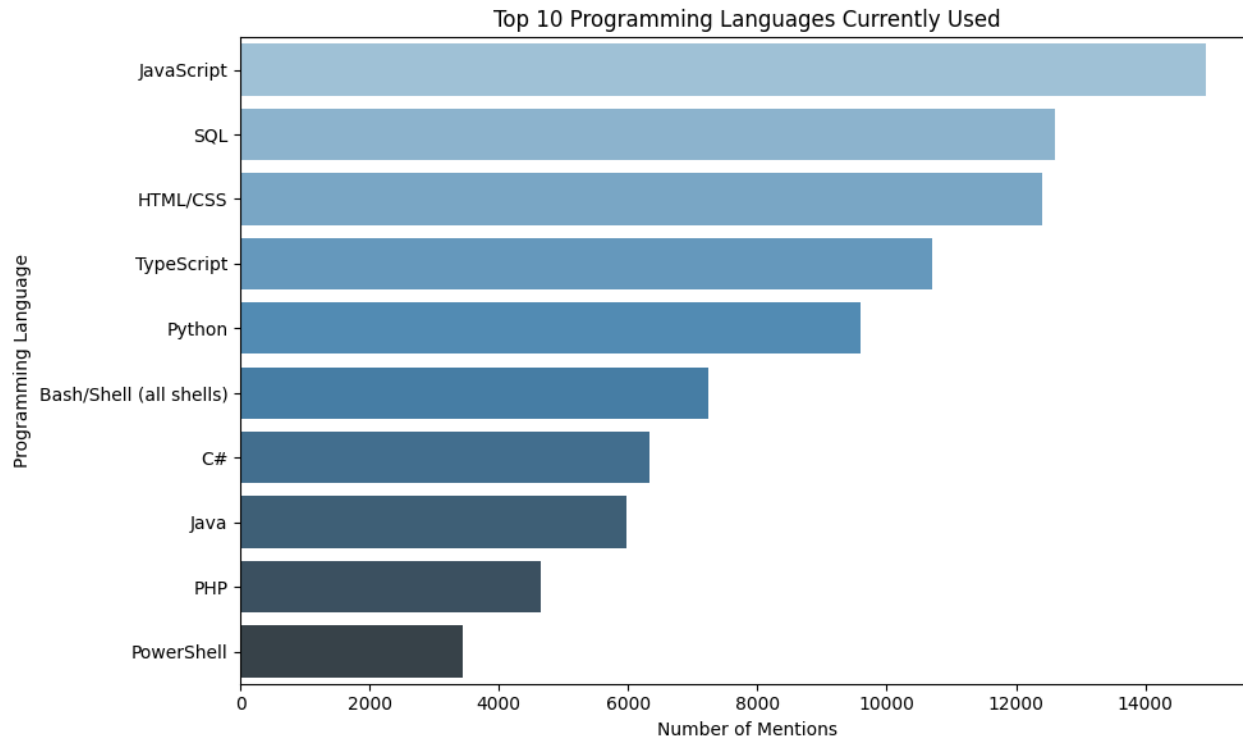 Top 10 Programming Languages Currently Used
Programming Language
JavaScript
SQL
HTML/CSS
TypeScript
Python
Bash/Shell (all shells)
C#
Java
PHP
PowerShell
0 2000 4000 6000 8000 10000 12000 14000
Number of Mentions